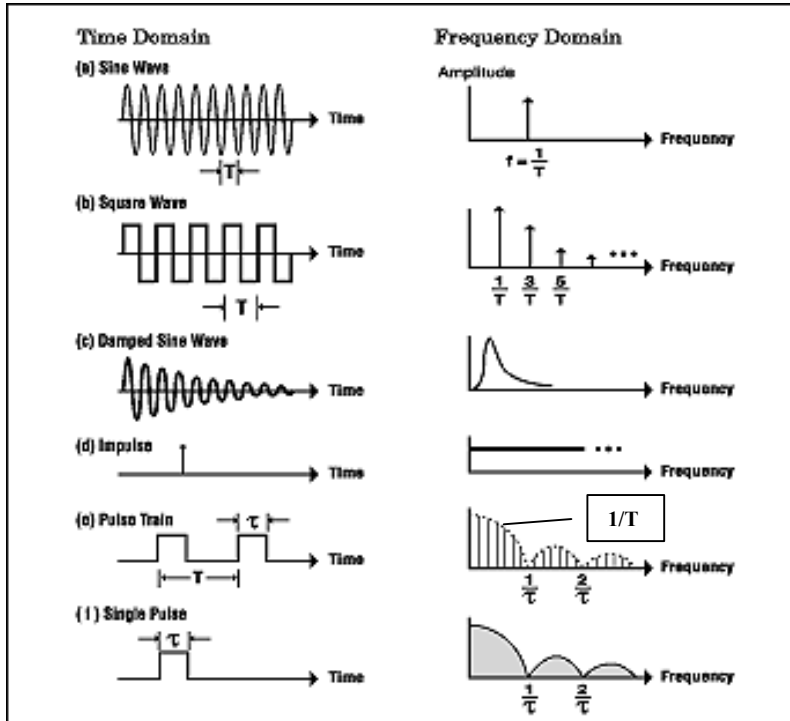 Time Domain
Frequency Domain
(a) Sine Wave
Amplitude
Time
Frequency
T
f = 1/T
(b) Square Wave
Time
Frequency
T
1/T 3/T 5/T
(c) Damped Sine Wave
Time
Frequency
(d) Impulse
Time
Frequency
(e) Pulse Train
τ
1/T
T
Time
Frequency
1/τ 2/τ
(f) Single Pulse
τ
Time
Frequency
1/τ 2/τ